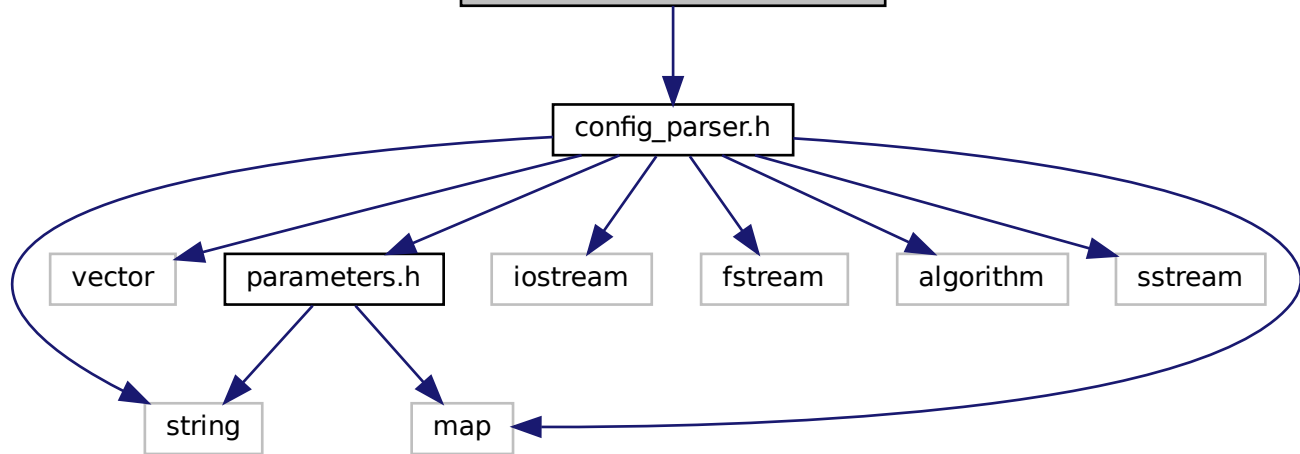 config_parser.h
vector
parameters.h
iostream
fstream
algorithm
sstream
string
map